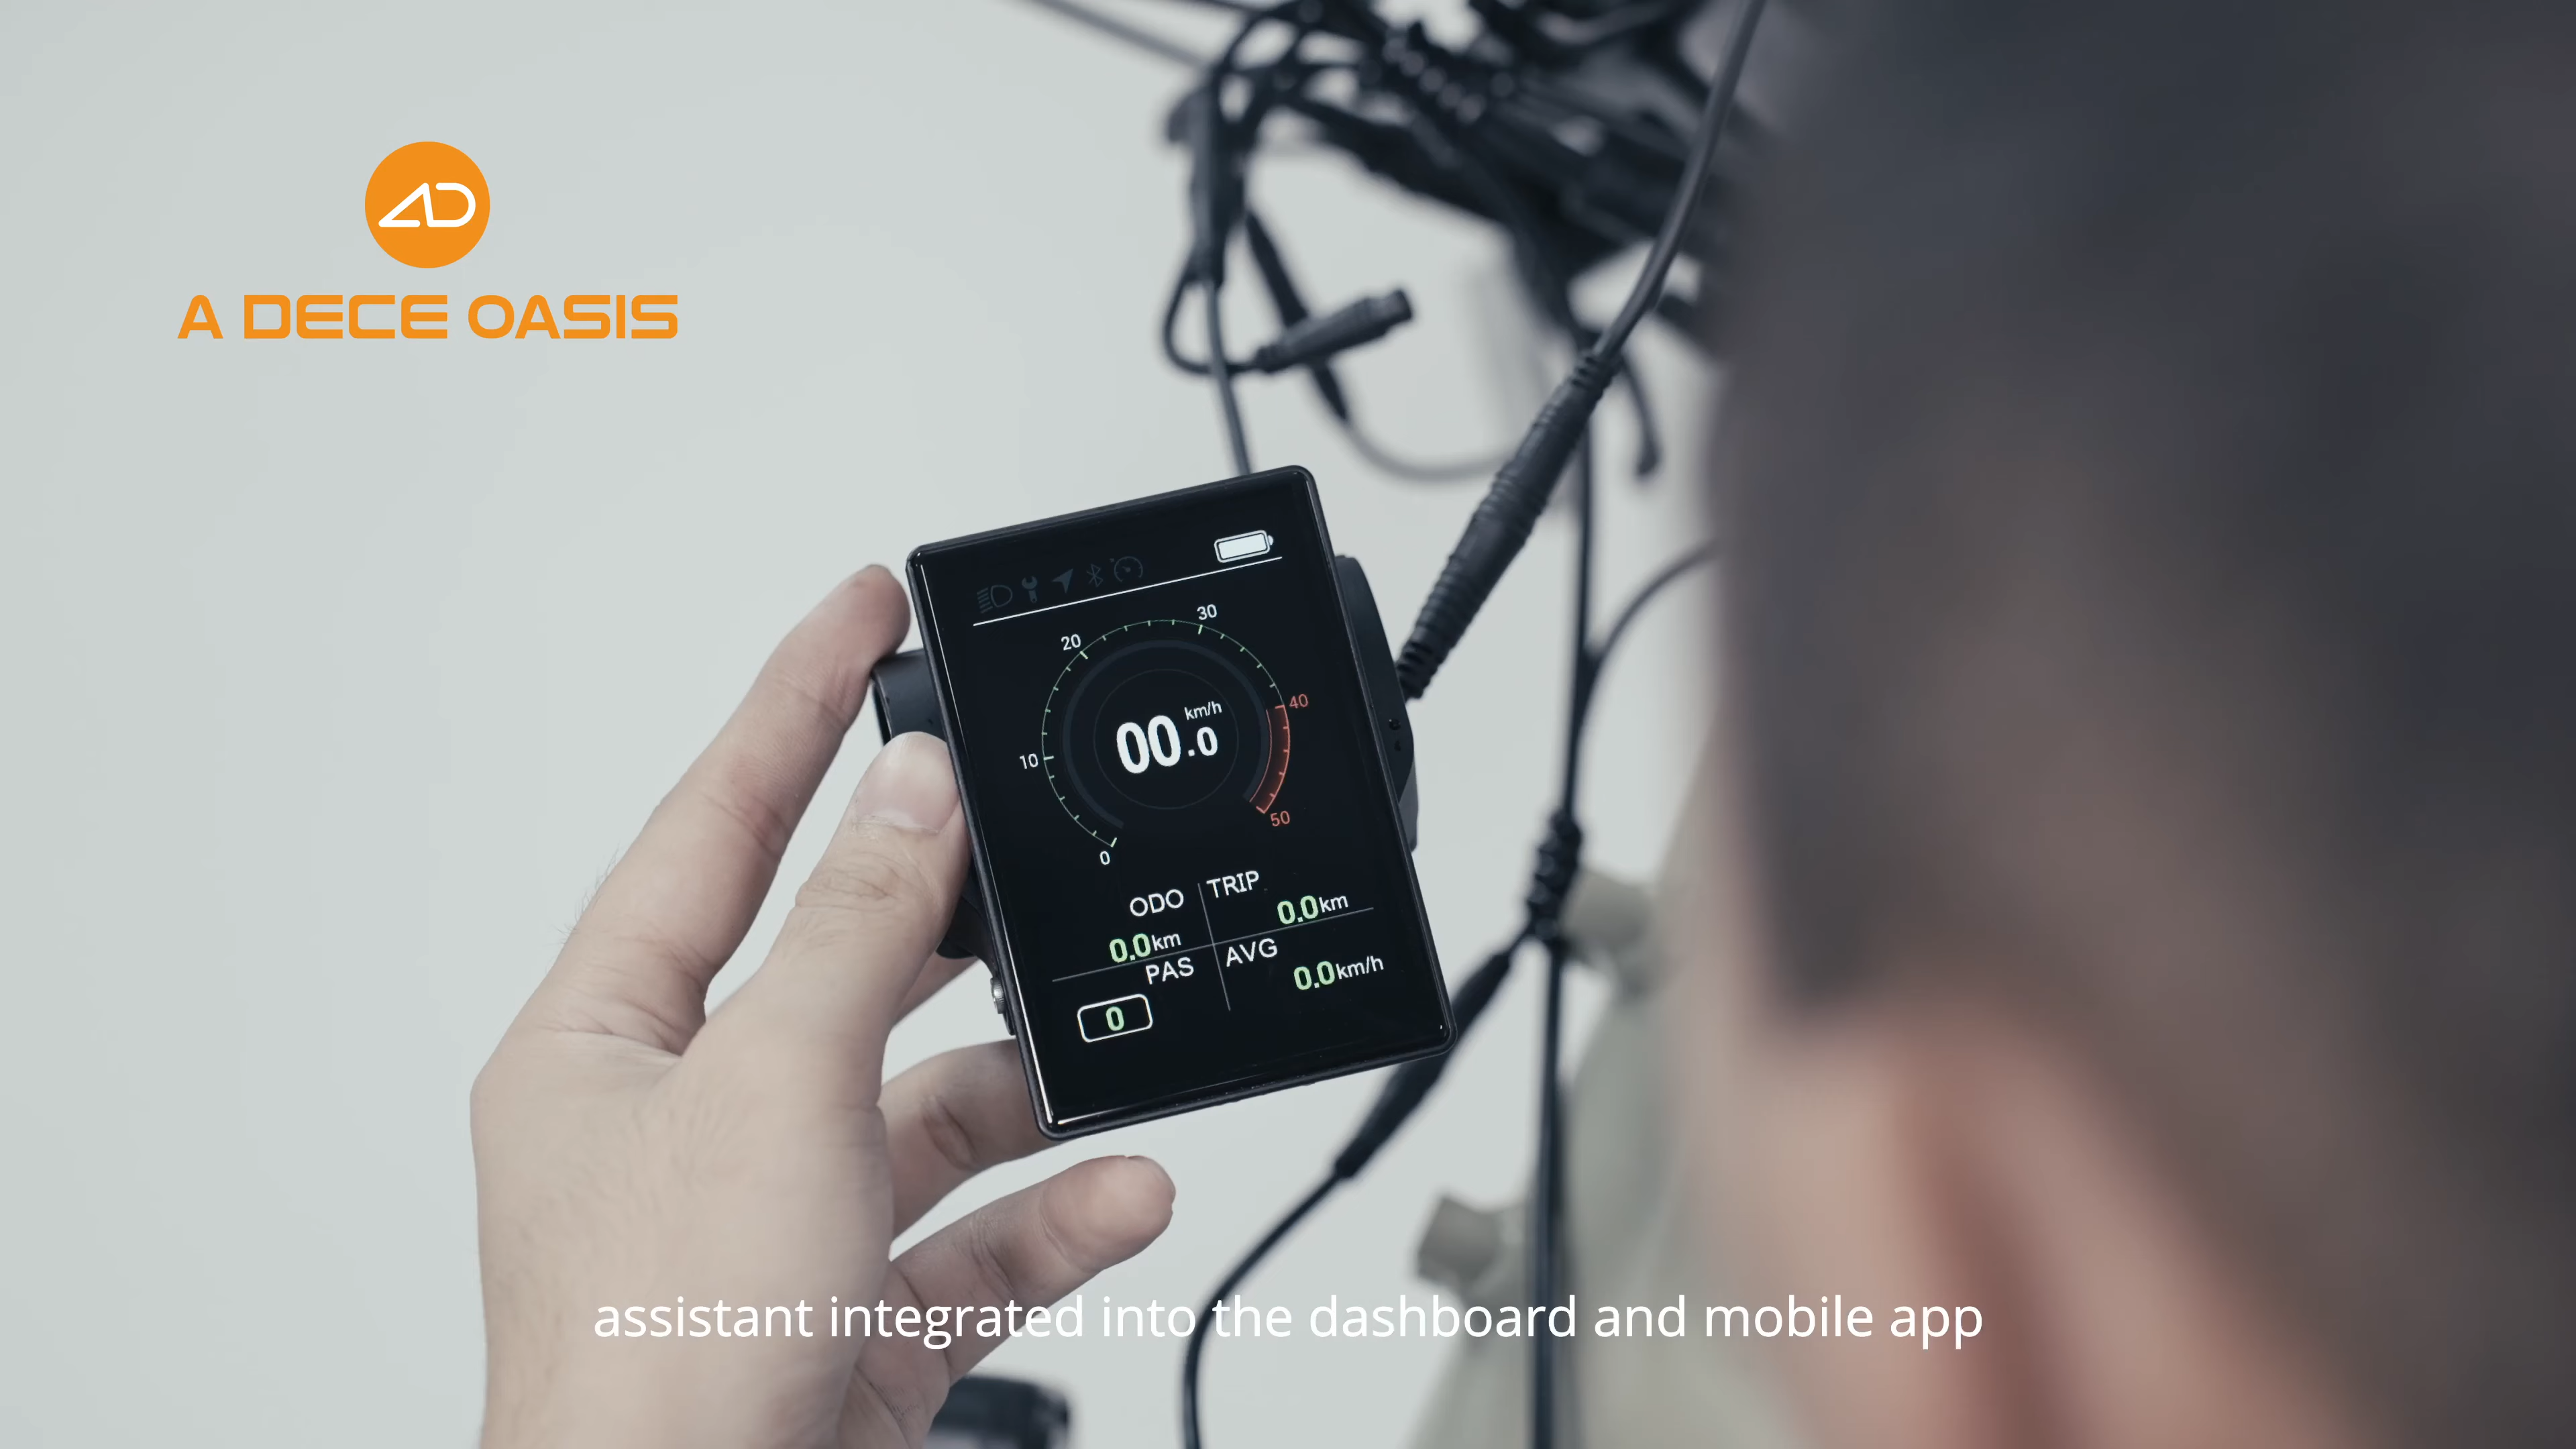 AD
A DECE OASIS
30
20
40
km/h
00.0
10
50
0
ODO
TRIP
0.0km
0.0km
PAS
AVG
0.0km/h
0
assistant integrated into the dashboard and mobile app